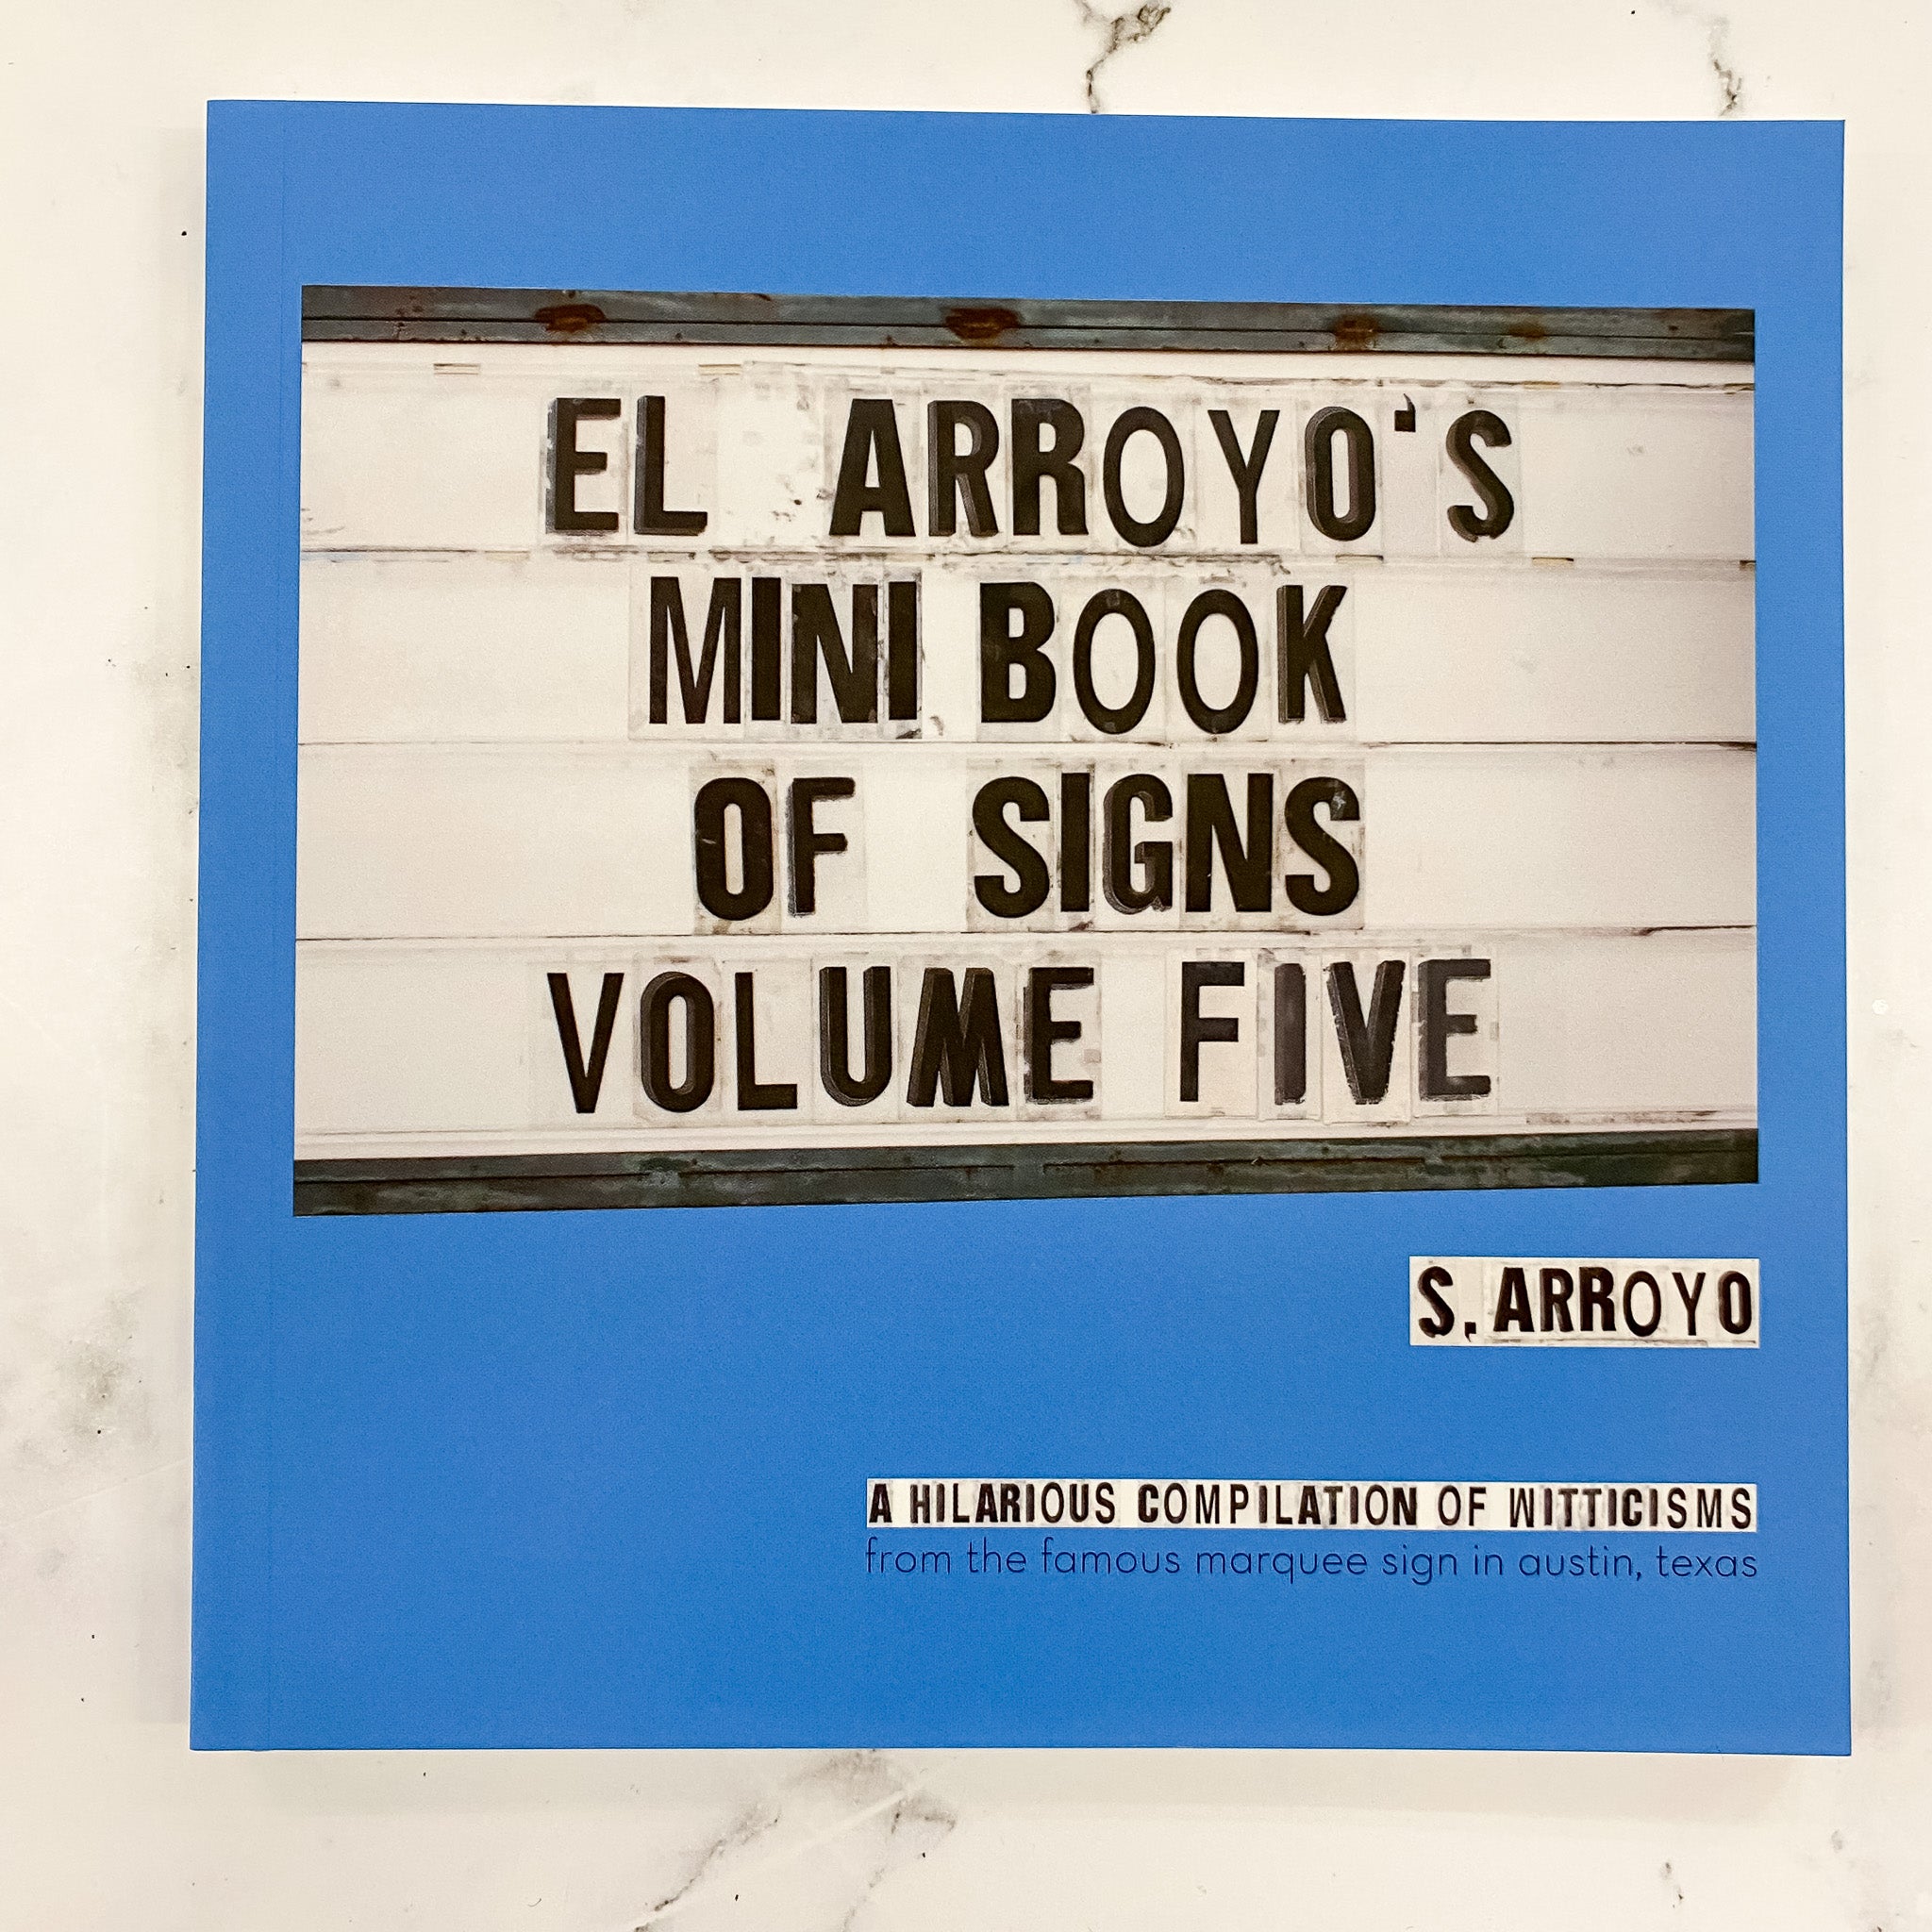 EL ARROYO'S
MINI BOOK
OF SIGNS
VOLUME FIVE
S. ARROYO
A HILARIOUS COMPILATION OF WITTICISMS
from the famous marquee sign in austin, texas